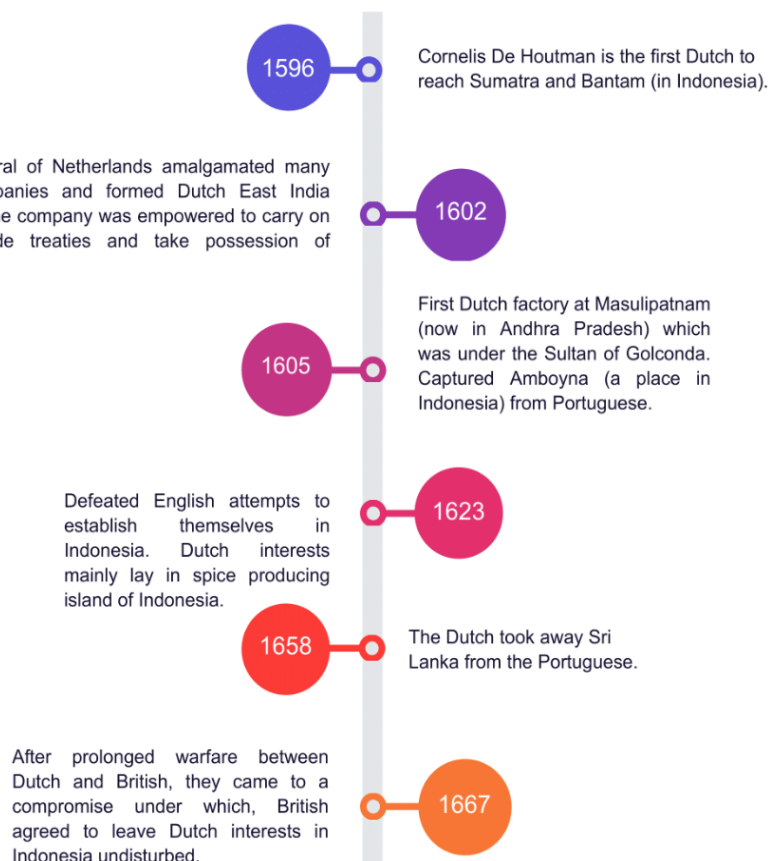 1596
Cornelis De Houtman is the first Dutch to
reach Sumatra and Bantam (in Indonesia).
of Netherlands amalgamated many
and formed Dutch East India
company was empowered to carry on
treaties and take possession of
1602
First Dutch factory at Masulipatnam
(now in Andhra Pradesh) which
was under the Sultan of Golconda.
Captured Amboyna (a place in
Indonesia) from Portuguese.
1605
Defeated English attempts to
establish themselves in
Indonesia. Dutch interests
mainly lay in spice producing
island of Indonesia.
1623
1658
The Dutch took away Sri
Lanka from the Portuguese.
After prolonged warfare between
Dutch and British, they came to a
compromise under which, British
agreed to leave Dutch interests in
Indonesia undisturbed.
1667